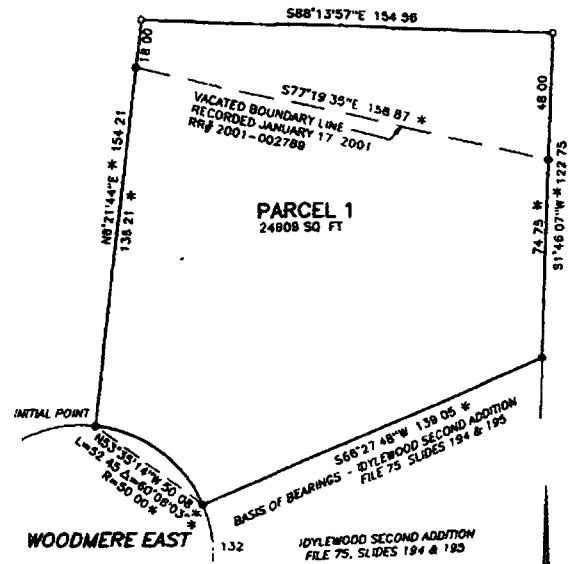 S88°13'57"E 154 96
18 00
S77°19 35"E 158 87 *
48 00
VACATED BOUNDARY LINE
RECORDED JANUARY 17 2001
RR# 2001-002789
N8°21'44"E * 154 21
136 21 *
PARCEL 1
24809 SQ FT
74 75 *
S1°46 07"W * 122 75
INITIAL POINT
N53°35'14"W 50 08 *
L=52 45 Δ=60°08'03" *
R=50 00 *
S66°27 48"W 139 05 *
BASIS OF BEARINGS - IDYLEWOOD SECOND ADDITION
FILE 75 SLIDES 194 & 195
WOODMERE EAST
132
IDYLEWOOD SECOND ADDITION
FILE 75, SLIDES 194 & 195